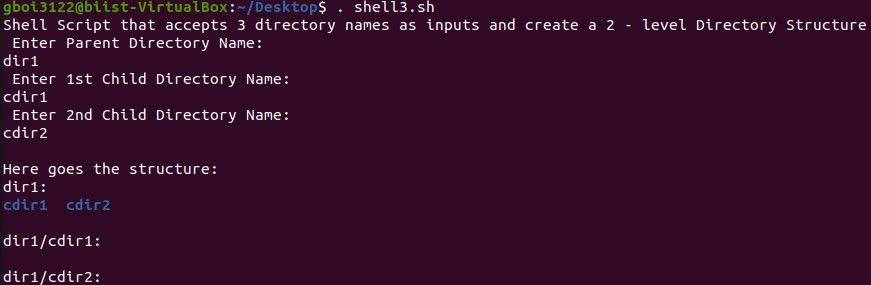 gboi3122@biist-VirtualBox:~/Desktop$ . shell3.sh
Shell Script that accepts 3 directory names as inputs and create a 2 - level Directory Structure
Enter Parent Directory Name:
dir1
Enter 1st Child Directory Name:
cdir1
Enter 2nd Child Directory Name:
cdir2
Here goes the structure:
dir1:
cdir1  cdir2
dir1/cdir1:
dir1/cdir2: